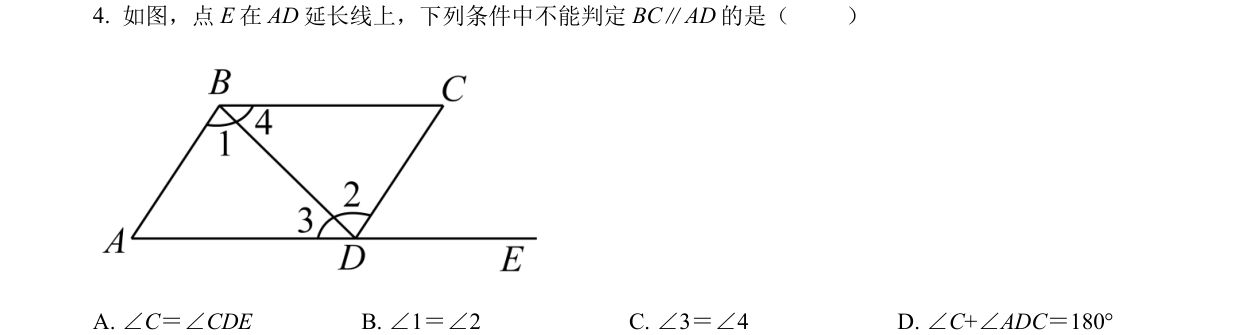 4. 如图，点 E 在 AD 延长线上，下列条件中不能判定 BC∥AD 的是（　　）
B
C
4
1
2
3
A
D
E
A. ∠C＝∠CDE　B. ∠1＝∠2　C. ∠3＝∠4　D. ∠C+∠ADC＝180°